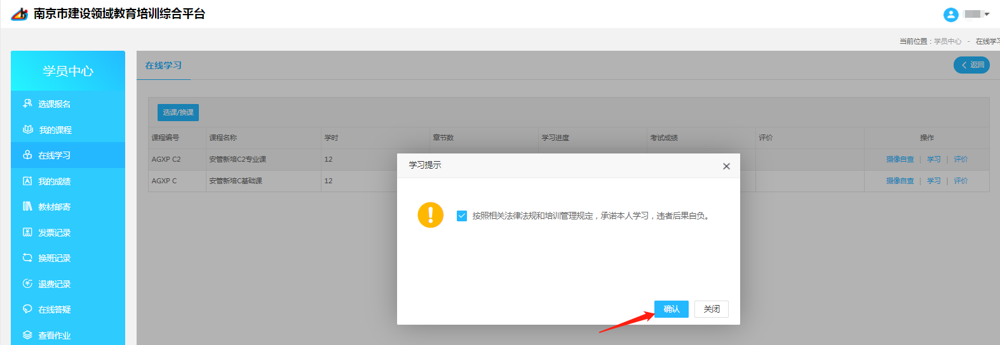 南京市建设领域教育培训综合平台
当前位置：学员中心 - 在线学习
学员中心
选课报名
我的课程
在线学习
我的成绩
教材邮寄
发票记录
换班记录
退费记录
在线答疑
查看作业
在线学习
返回
选课/换课
课程编号 课程名称 学时 章节数 学习进度 考试成绩 评价 操作
AGXP C2 安管新培C2专业课 12 摄像自查 | 学习 | 评价
AGXP C 安管新培C基础课 12 摄像自查 | 学习 | 评价
学习提示
按照相关法律法规和培训管理规定，承诺本人学习，违者后果自负。
确认 关闭